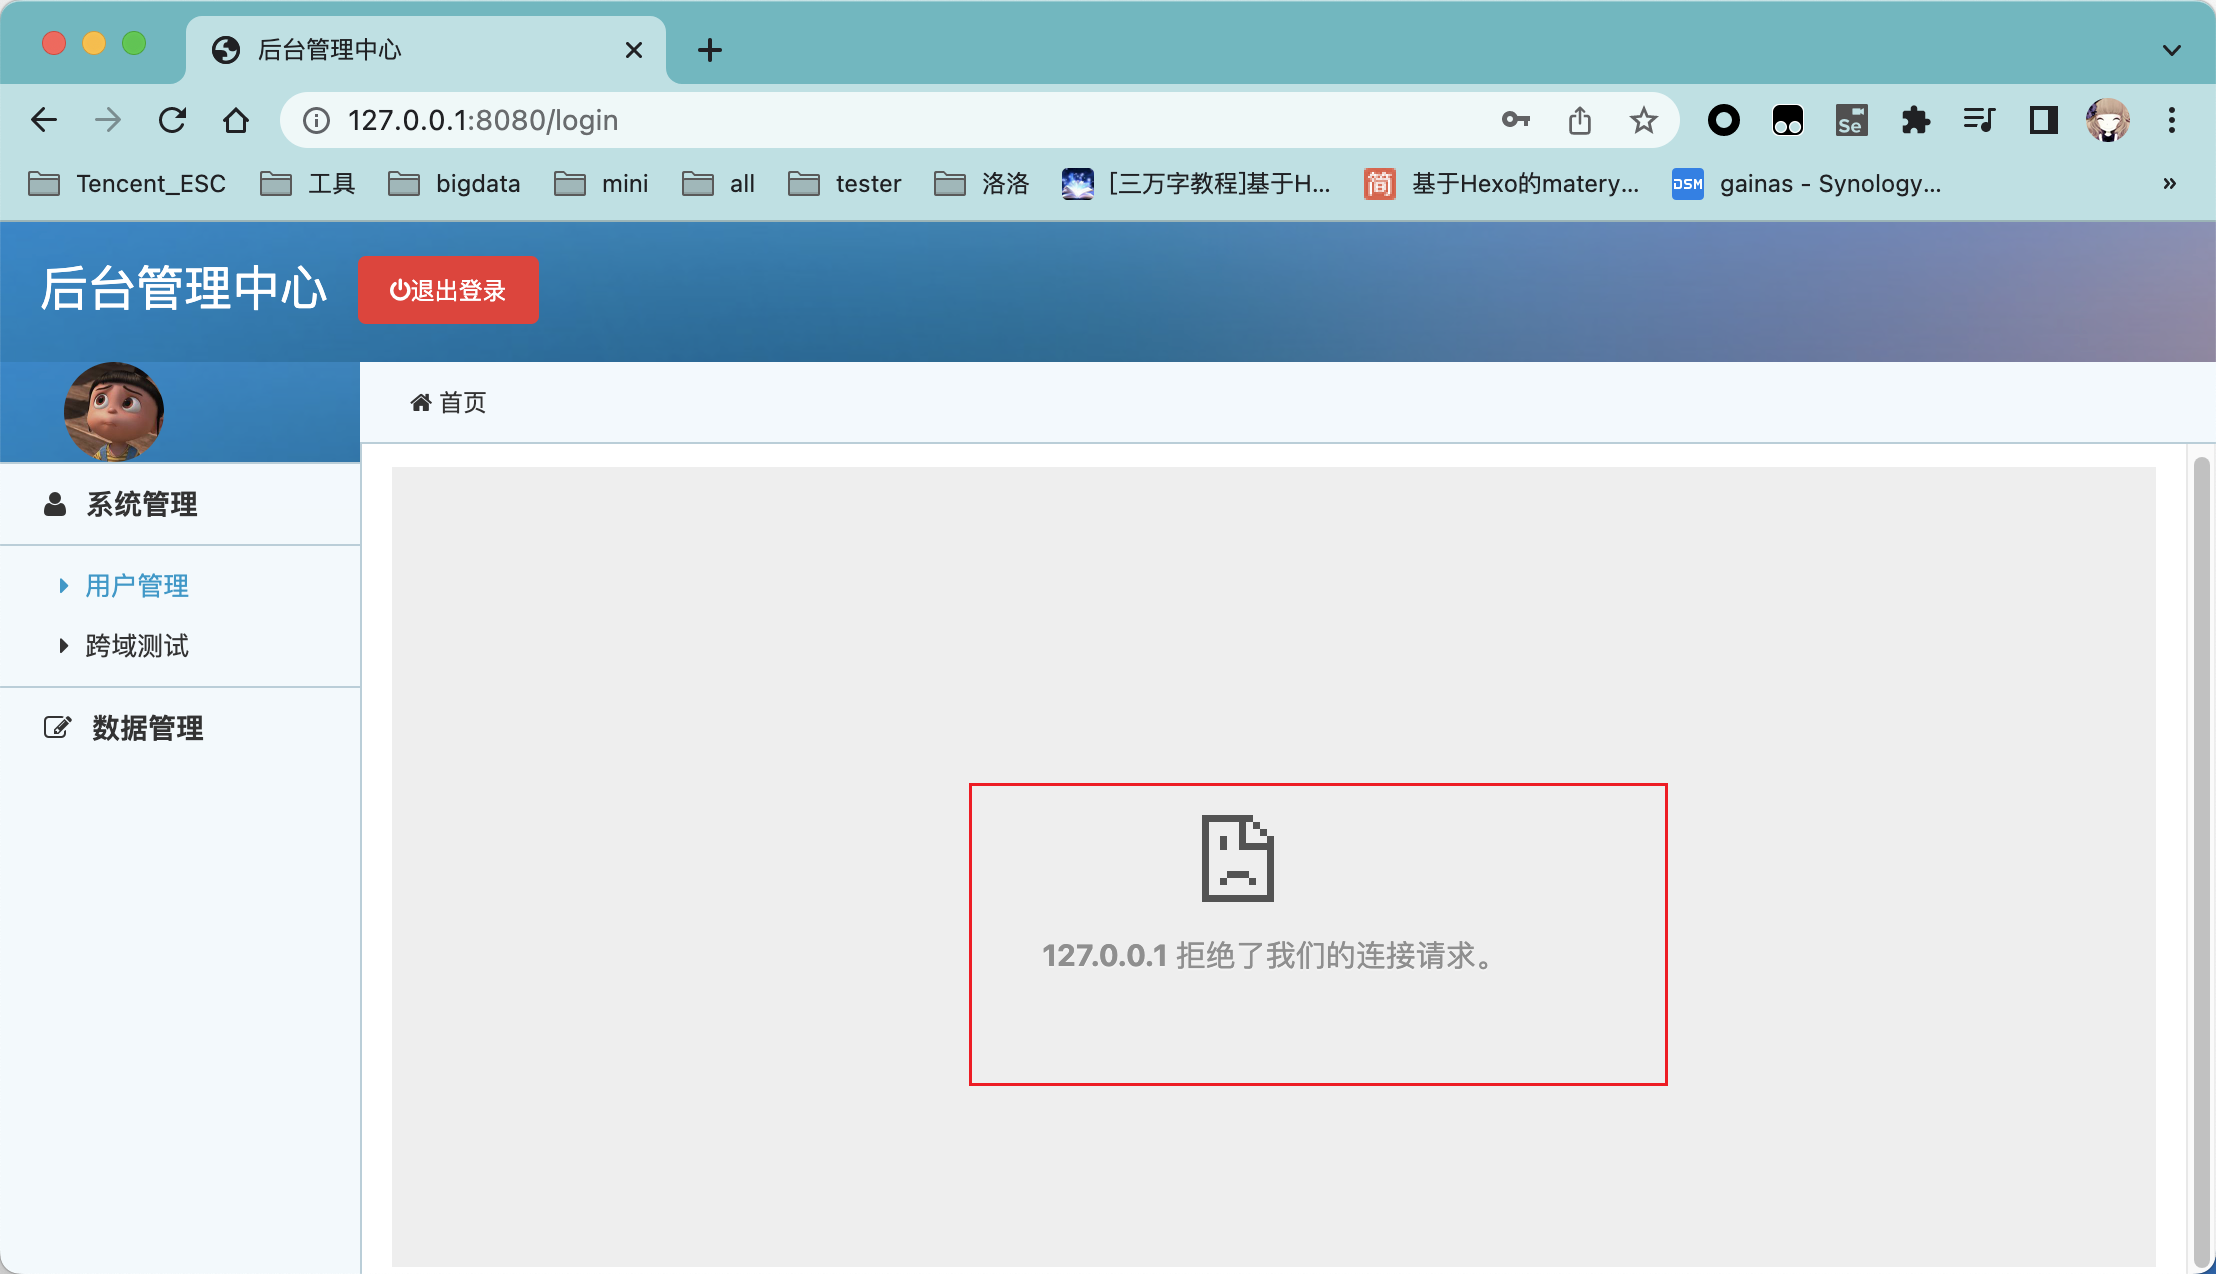 后台管理中心
127.0.0.1:8080/login
Tencent_ESC 工具 bigdata mini all tester 洛洛 [三万字教程]基于H... 简 基于Hexo的matery... DSM gainas - Synology... »
Se
后台管理中心 退出登录
首页
系统管理
用户管理
跨域测试
数据管理
127.0.0.1 拒绝了我们的连接请求。